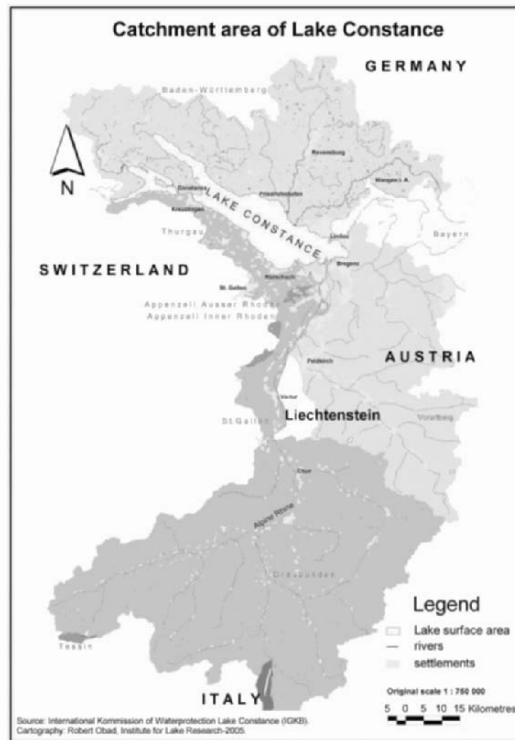 Catchment area of Lake Constance
GERMANY
Baden-Württemberg
Ravensburg
Wangen i. A.
N
Constance
Friedrichshafen
Kreuzlingen
LAKE CONSTANCE
Lindau
Thurgau
Bayern
SWITZERLAND
Bregenz
Rorschach
St. Gallen
Appenzell Ausser Rhoden
Appenzell Inner Rhoden
Feldkirch
AUSTRIA
Vaduz
Liechtenstein
St.Gallen
Vorarlberg
Chur
Alpine Rhine
Graubünden
Legend
Lake surface area
rivers
settlements
Tessin
Original scale 1 : 750 000
ITALY
5 0 5 10 15 Kilometres
Source: International Kommission of Waterprotection Lake Constance (IGKB).
Cartography: Robert Obad, Institute for Lake Research-2005.